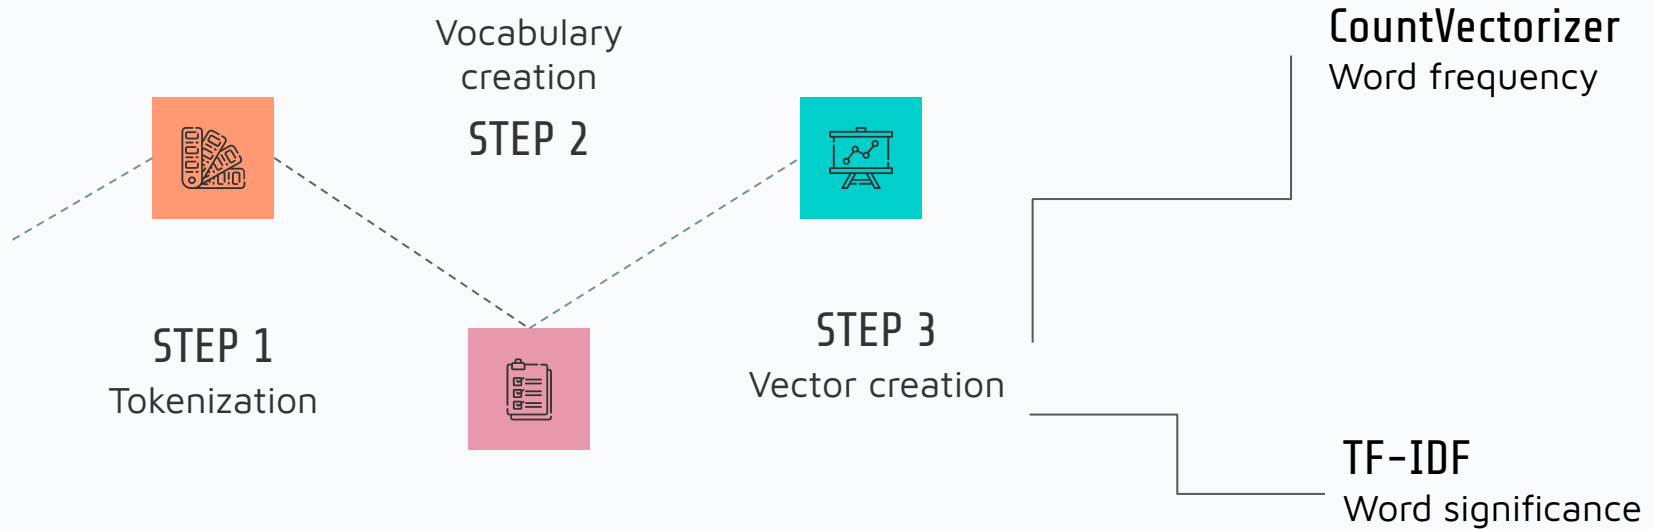 STEP 1
Tokenization
Vocabulary
creation
STEP 2
STEP 3
Vector creation
CountVectorizer
Word frequency
TF-IDF
Word significance